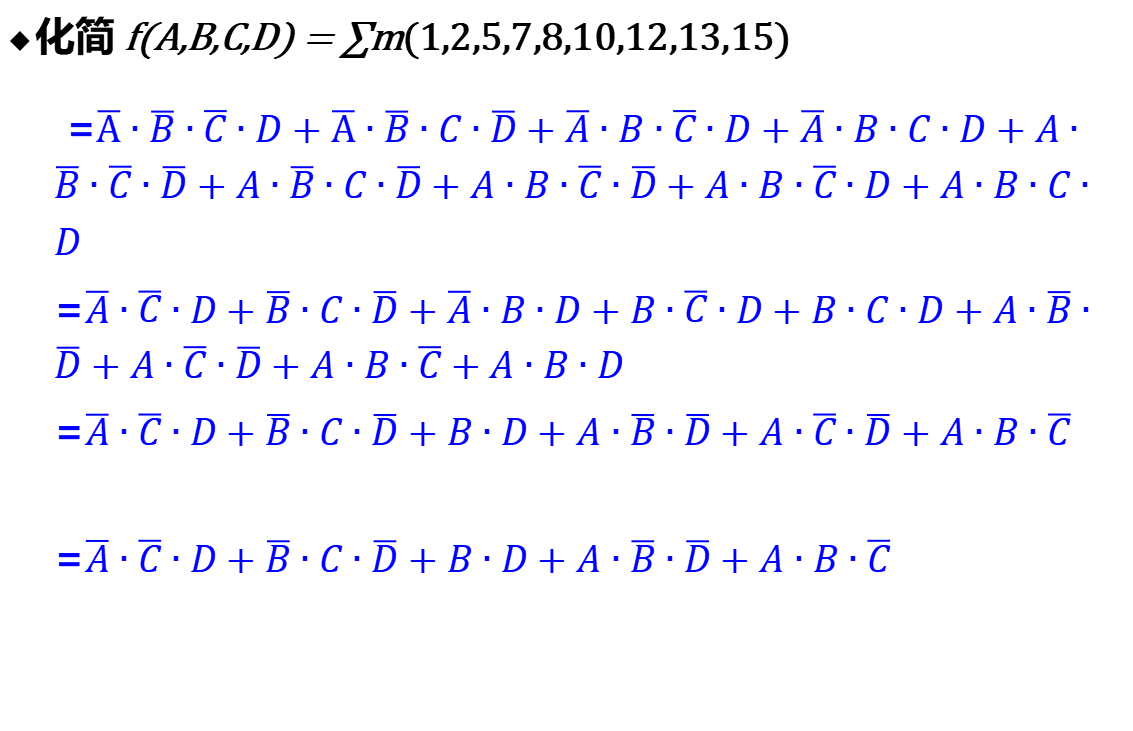 ◆化简 f(A,B,C,D) = ∑m(1,2,5,7,8,10,12,13,15)
=A̅·B̅·C̅·D+A̅·B̅·C·D̅+A̅·B·C̅·D+A̅·B·C·D+A·
B̅·C̅·D̅+A·B̅·C·D̅+A·B·C̅·D̅+A·B·C̅·D+A·B·C·
D
=A̅·C̅·D+B̅·C·D̅+A̅·B·D+B·C̅·D+B·C·D+A·B̅·
D̅+A·C̅·D̅+A·B·C̅+A·B·D
=A̅·C̅·D+B̅·C·D̅+B·D+A·B̅·D̅+A·C̅·D̅+A·B·C̅
=A̅·C̅·D+B̅·C·D̅+B·D+A·B̅·D̅+A·B·C̅